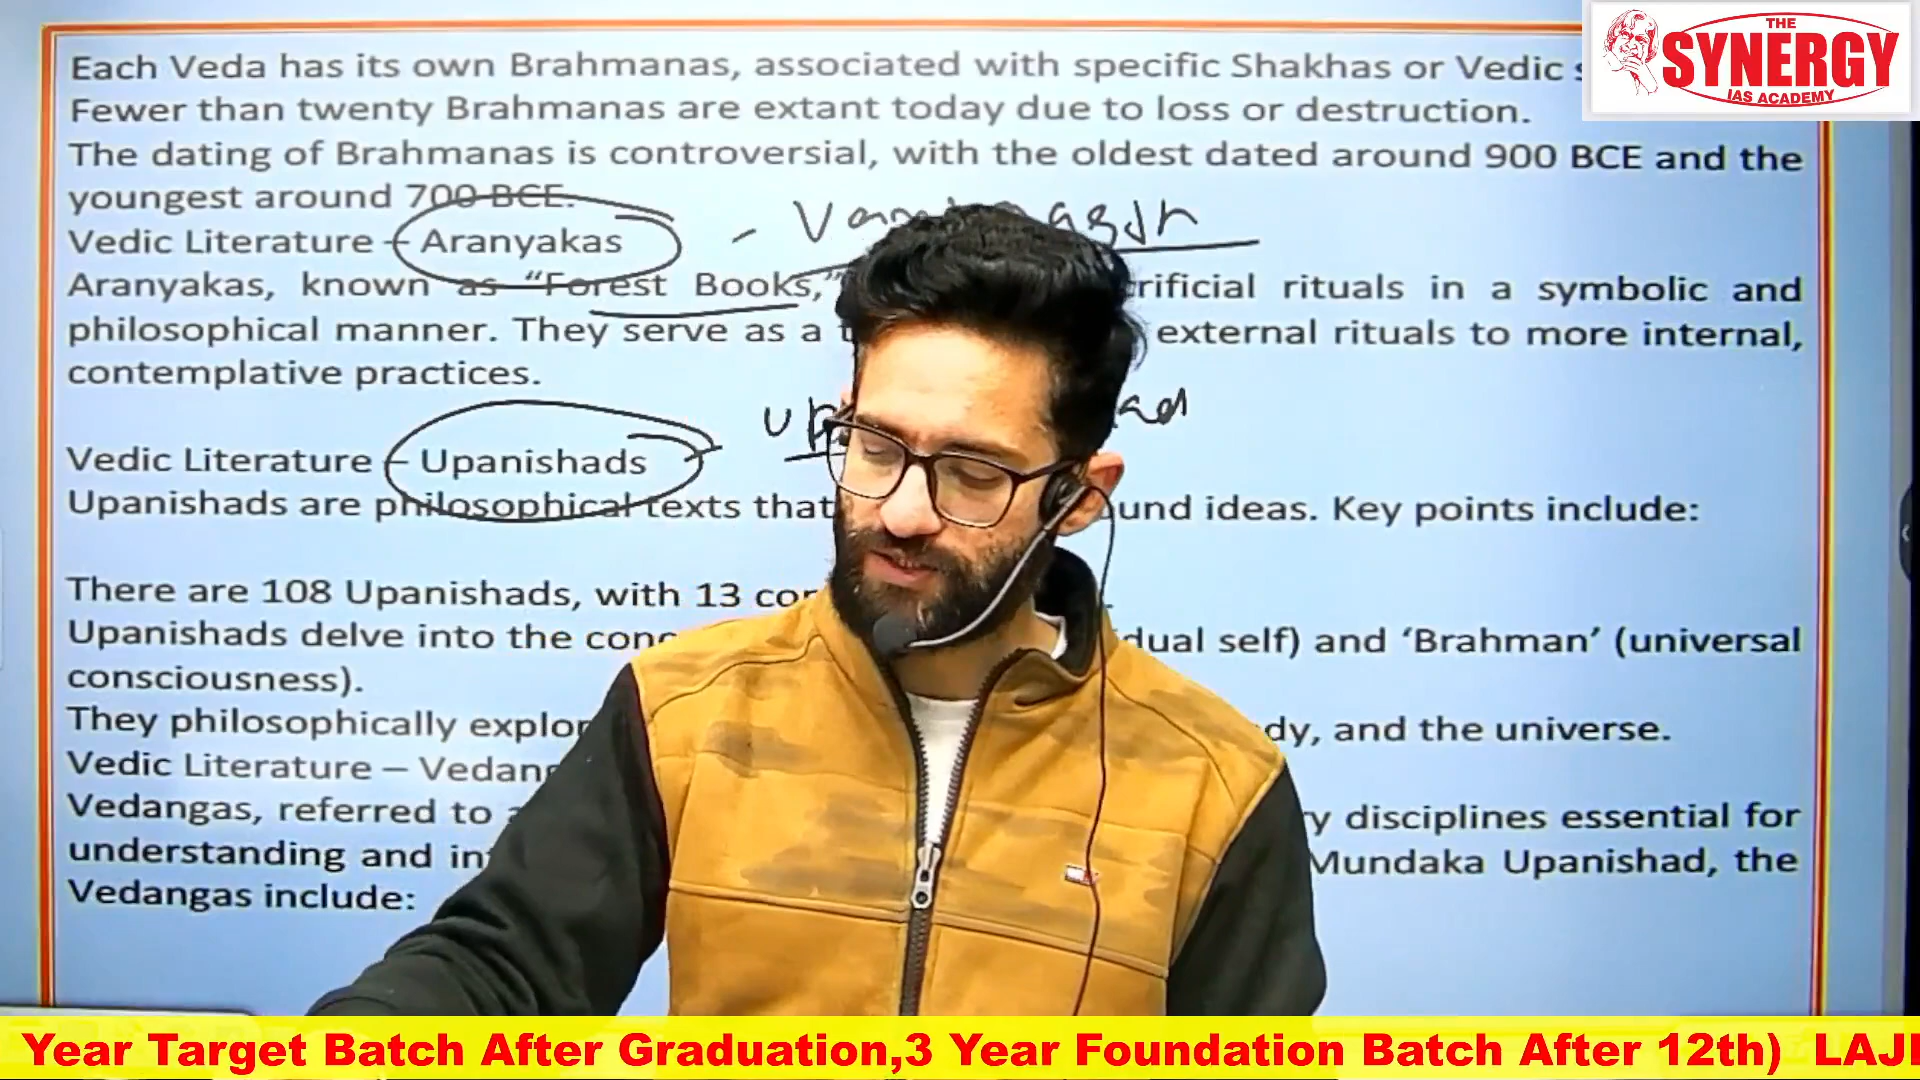 Each Veda has its own Brahmanas, associated with specific Shakhas or Vedic
THE
SYNERGY
IAS ACADEMY
Fewer than twenty Brahmanas are extant today due to loss or destruction.
The dating of Brahmanas is controversial, with the oldest dated around 900 BCE and the
youngest around 700 BCE.
Vedic Literature – Aranyakas
Aranyakas, known as “Forest Books,” rificial rituals in a symbolic and
philosophical manner. They serve as a t external rituals to more internal,
contemplative practices.
Vedic Literature – Upanishads
Upanishads are philosophical texts that und ideas. Key points include:
There are 108 Upanishads, with 13 con
Upanishads delve into the conc dual self) and ‘Brahman’ (universal
consciousness).
They philosophically explor dy, and the universe.
Vedic Literature – Vedang
Vedangas, referred to a y disciplines essential for
understanding and in Mundaka Upanishad, the
Vedangas include:
Year Target Batch After Graduation,3 Year Foundation Batch After 12th) LAJ